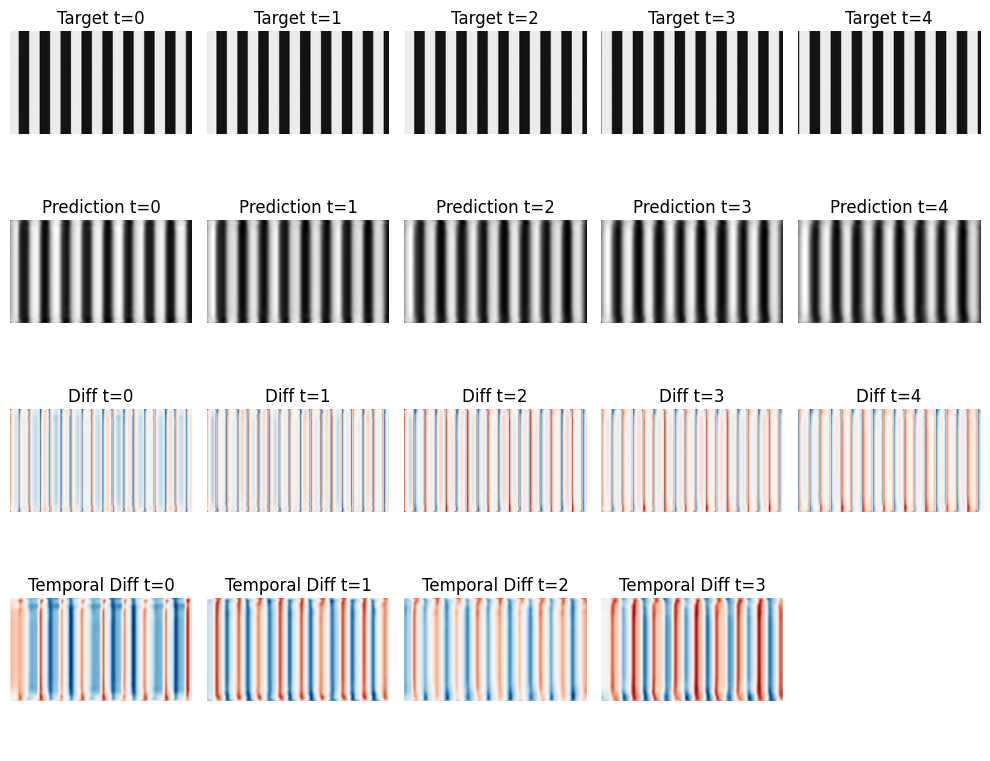 Target t=0 Target t=1 Target t=2 Target t=3 Target t=4
Prediction t=0 Prediction t=1 Prediction t=2 Prediction t=3 Prediction t=4
Diff t=0 Diff t=1 Diff t=2 Diff t=3 Diff t=4
Temporal Diff t=0 Temporal Diff t=1 Temporal Diff t=2 Temporal Diff t=3